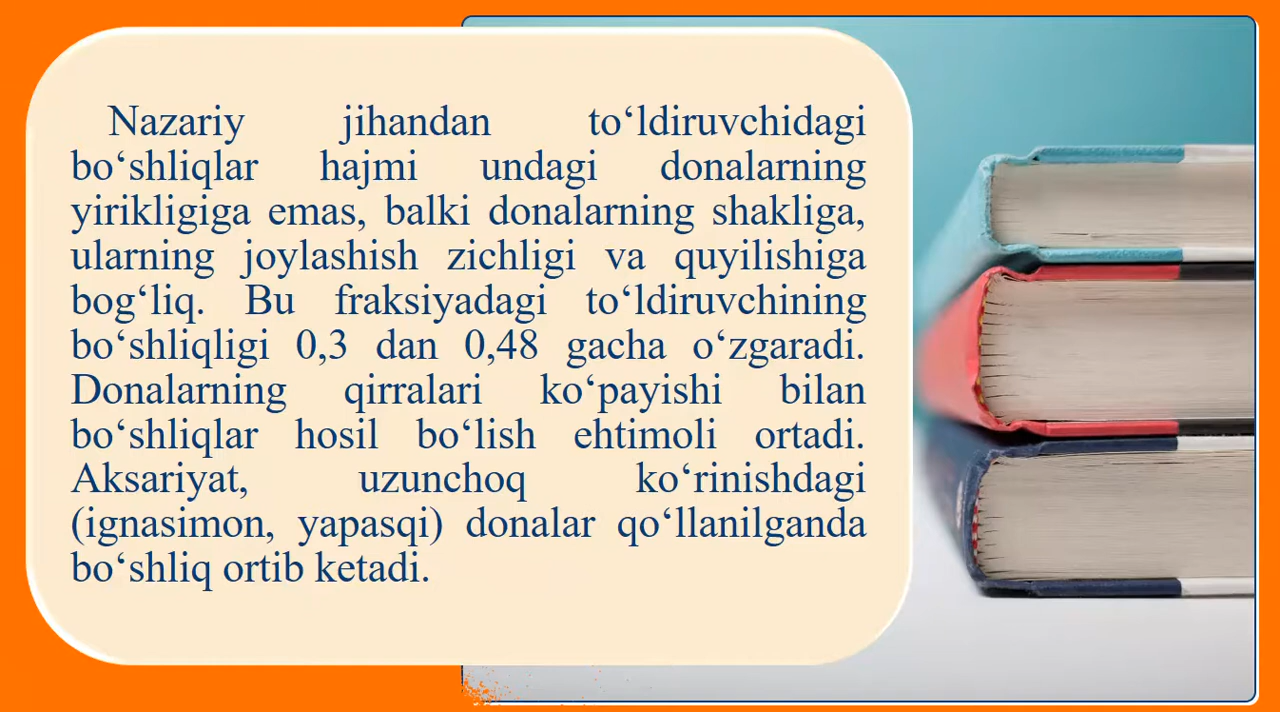 Nazariy jihandan to‘ldiruvchidagi
bo‘shliqlar hajmi undagi donalarning
yirikligiga emas, balki donalarning shakliga,
ularning joylashish zichligi va quyilishiga
bog‘liq. Bu fraksiyadagi to‘ldiruvchining
bo‘shliqligi 0,3 dan 0,48 gacha o‘zgaradi.
Donalarning qirralari ko‘payishi bilan
bo‘shliqlar hosil bo‘lish ehtimoli ortadi.
Aksariyat, uzunchoq ko‘rinishdagi
(ignasimon, yapasqi) donalar qo‘llanilganda
bo‘shliq ortib ketadi.